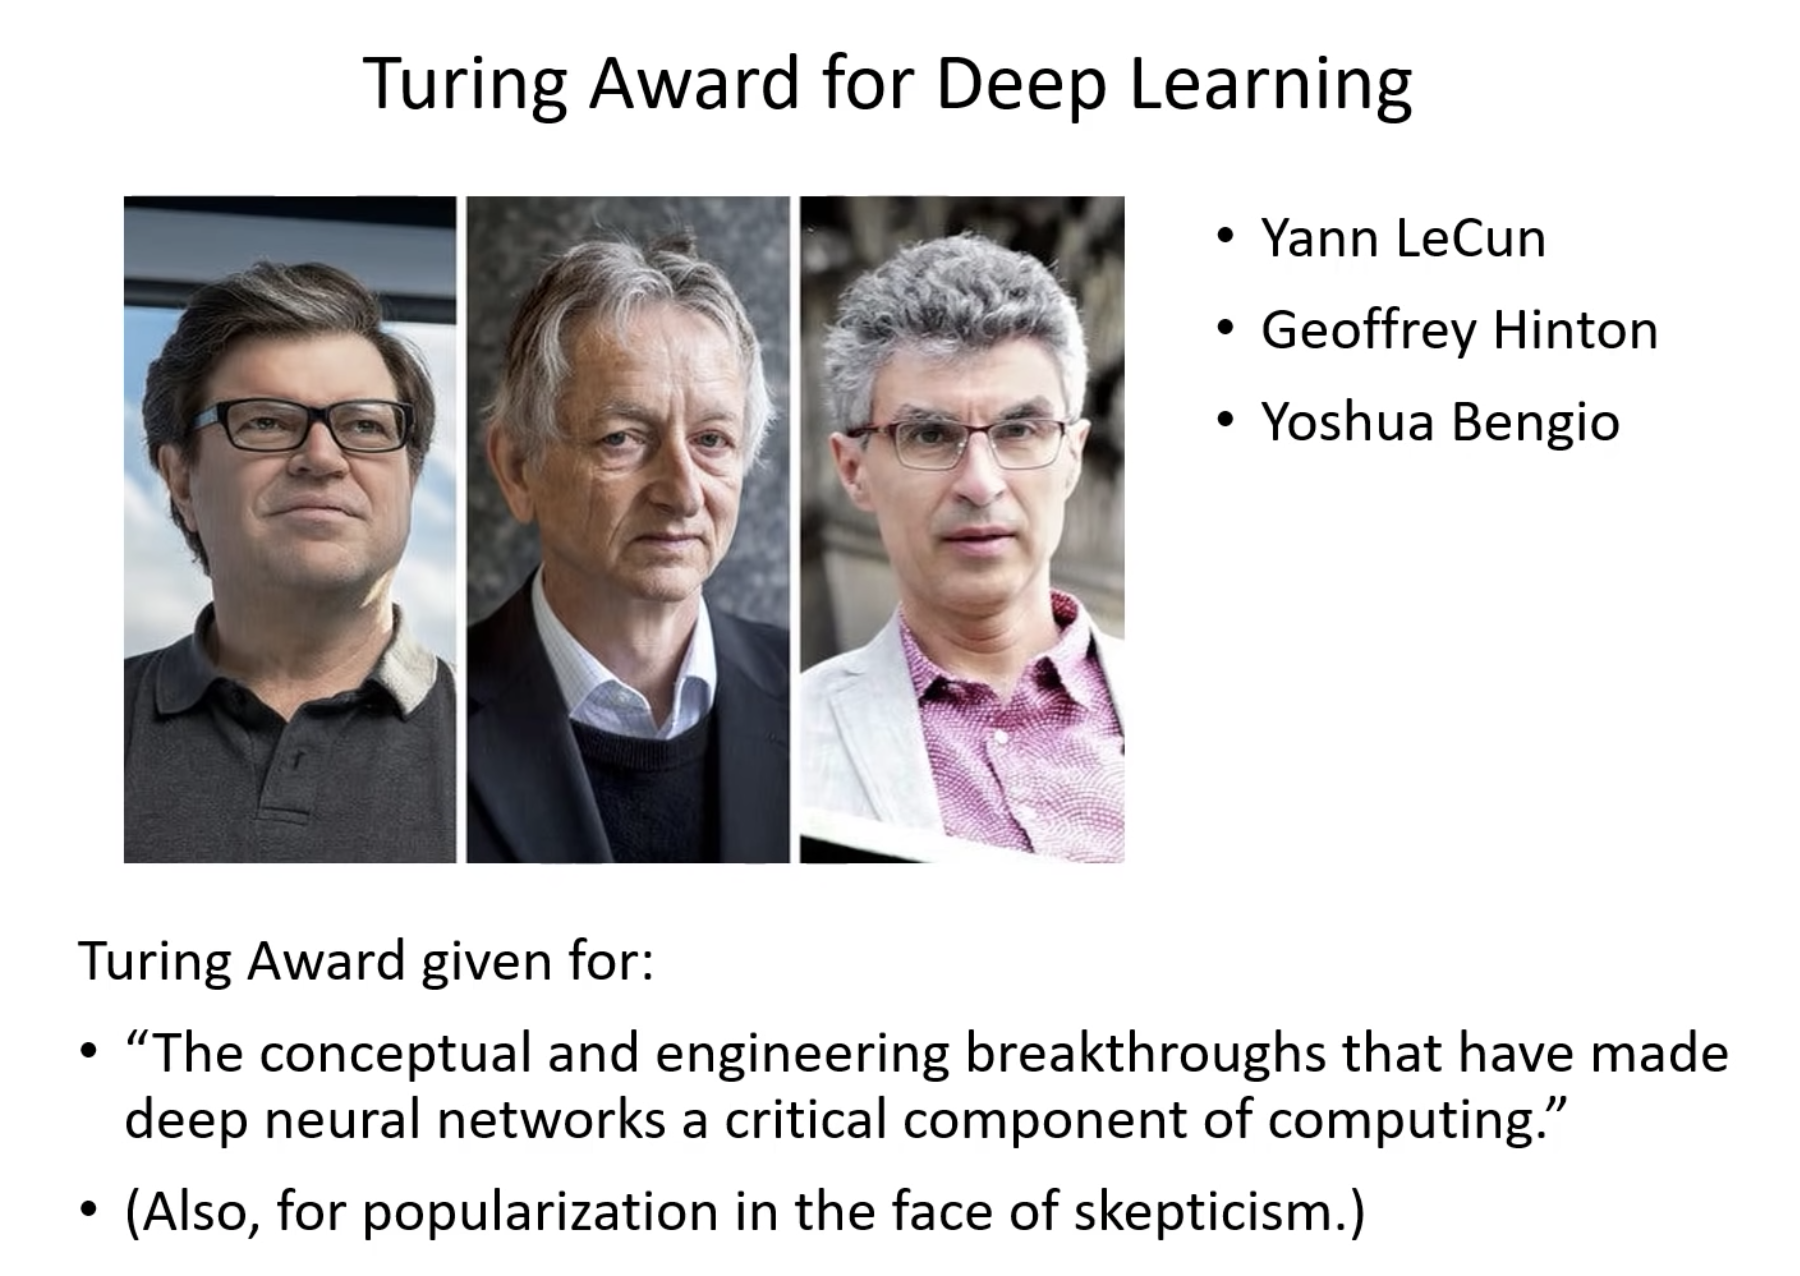 Turing Award for Deep Learning
• Yann LeCun
• Geoffrey Hinton
• Yoshua Bengio
Turing Award given for:
• “The conceptual and engineering breakthroughs that have made
deep neural networks a critical component of computing.”
• (Also, for popularization in the face of skepticism.)